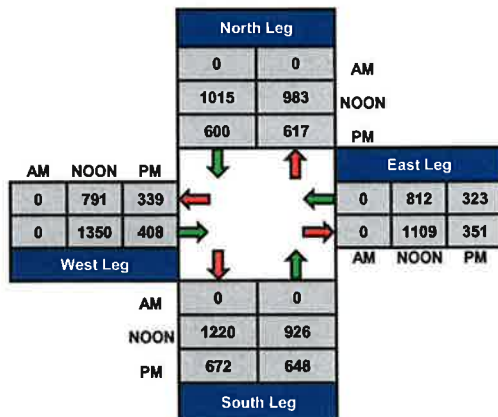 North Leg
0 0 AM
1015 983 NOON
600 617 PM
AM NOON PM East Leg
0 791 339 0 812 323
0 1350 408 0 1109 351
West Leg AM NOON PM
AM 0 0
NOON 1220 926
PM 672 648
South Leg